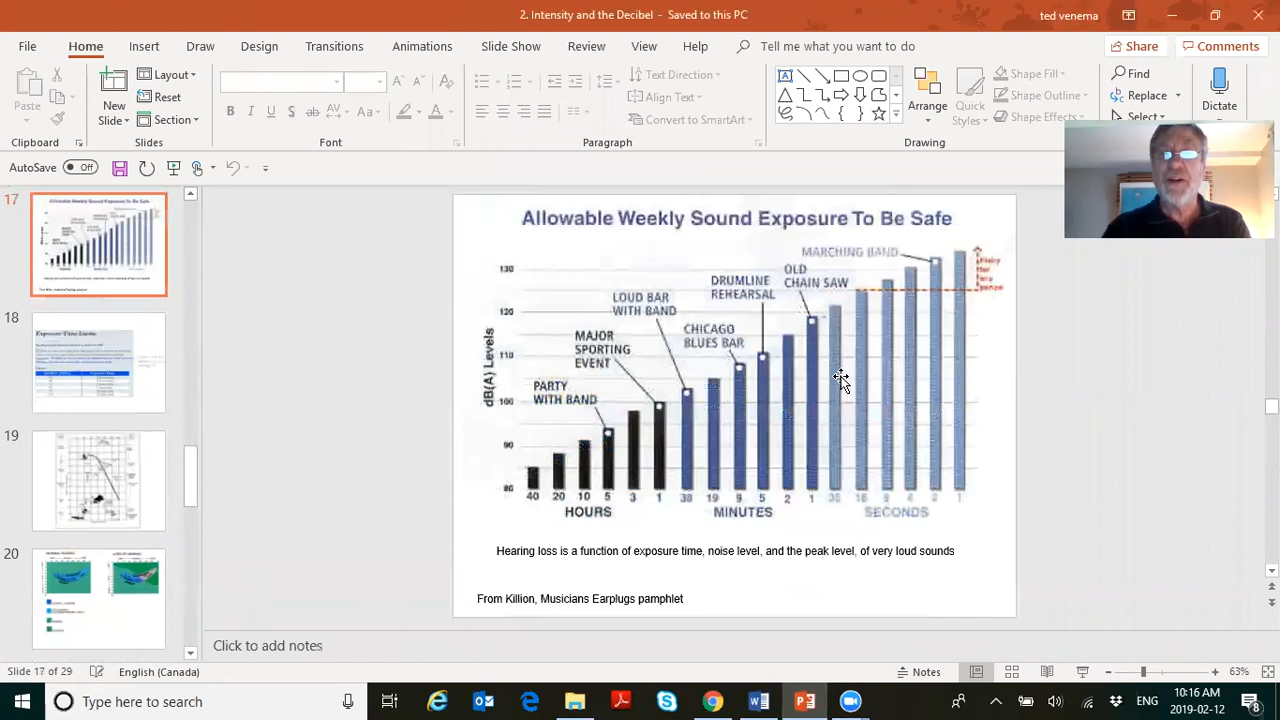 2. Intensity and the Decibel - Saved to this PC
ted venema
File Home Insert Draw Design Transitions Animations Slide Show Review View Help Tell me what you want to do Share Comments
Paste
New Slide
Layout
Reset
Section
Text Direction
Align Text
Convert to SmartArt
Arrange
Quick Styles
Shape Fill
Shape Outline
Shape Effects
Find
Replace
Select
Dictate
Clipboard Slides Font Paragraph Drawing
AutoSave Off
17
18
19
20
Allowable Weekly Sound Exposure To Be Safe
MARCHING BAND
OLD
CHAIN SAW
DRUMLINE
REHEARSAL
LOUD BAR
WITH BAND
CHICAGO
BLUES BAR
MAJOR
SPORTING
EVENT
PARTY
WITH BAND
dB(A) Levels
130
120
110
100
90
80
40 20 10 5 3 1 38 19 9 5 2 1 35 16 8 4 2 1
HOURS MINUTES SECONDS
Hearing loss is a function of exposure time, noise level, and the peak level, of very loud sounds
From Killion, Musicians Earplugs pamphlet
Click to add notes
Slide 17 of 29 English (Canada) Notes 63%
Type here to search
ENG
10:16 AM
2019-02-12
8